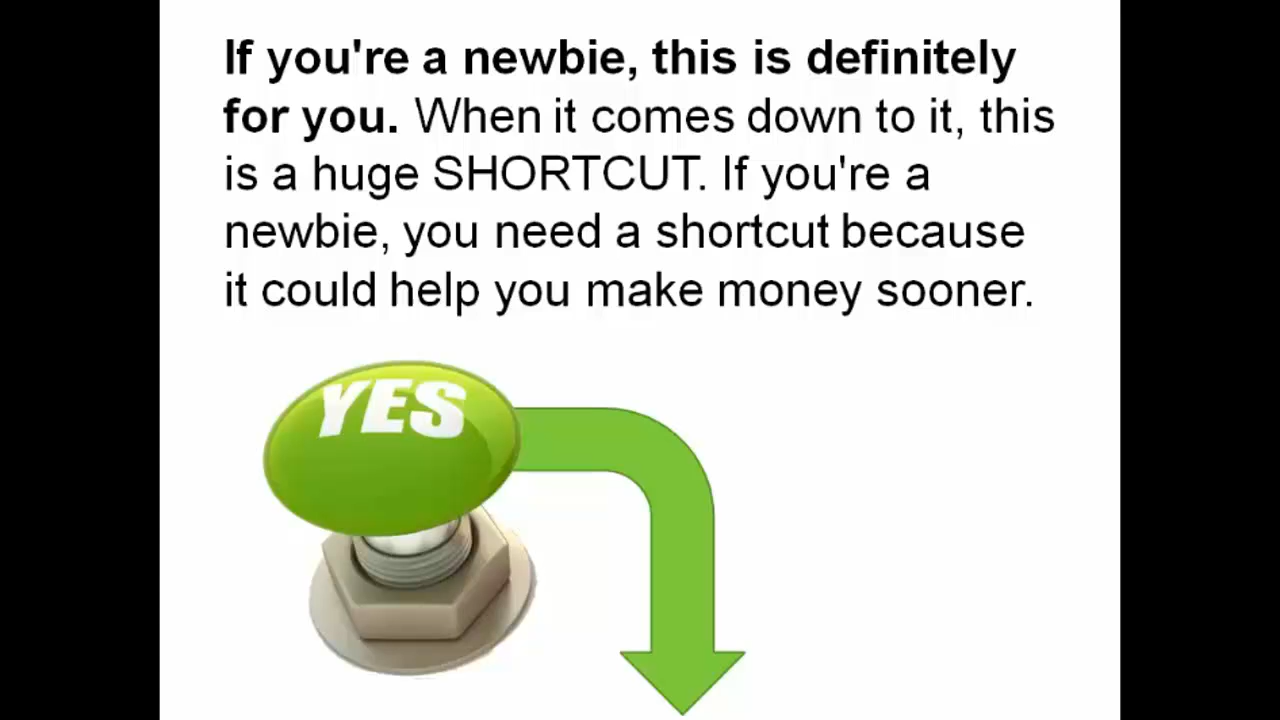 If you're a newbie, this is definitely
for you. When it comes down to it, this
is a huge SHORTCUT. If you're a
newbie, you need a shortcut because
it could help you make money sooner.
YES